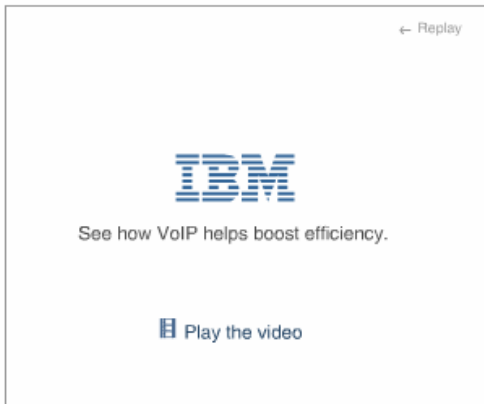 ← Replay
IBM
See how VoIP helps boost efficiency.
Play the video